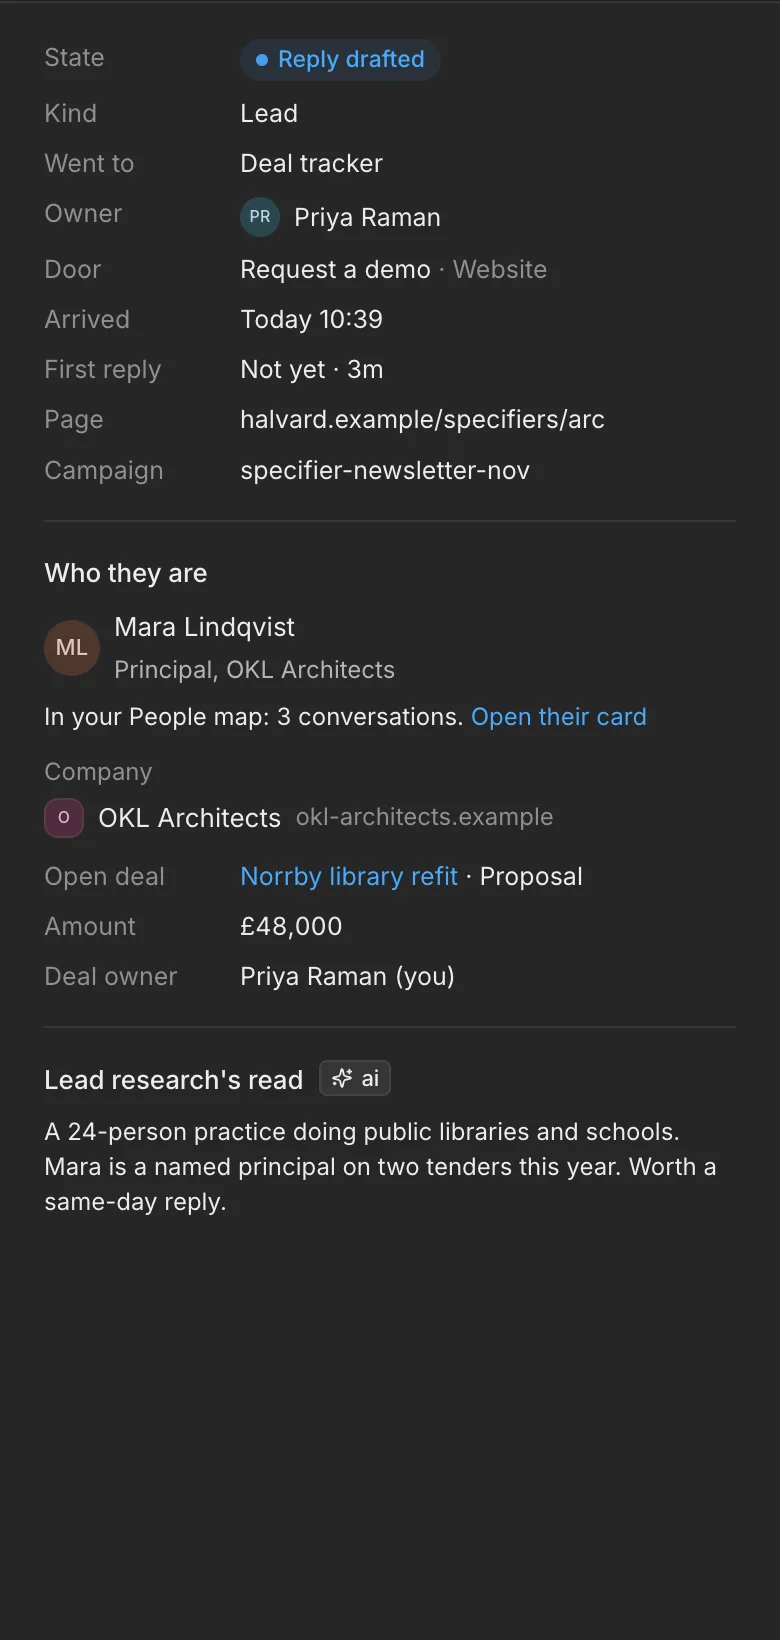 State Reply drafted
Kind Lead
Went to Deal tracker
Owner PR Priya Raman
Door Request a demo · Website
Arrived Today 10:39
First reply Not yet · 3m
Page halvard.example/specifiers/arc
Campaign specifier-newsletter-nov
Who they are
ML Mara Lindqvist
Principal, OKL Architects
In your People map: 3 conversations. Open their card
Company
O OKL Architects okl-architects.example
Open deal Norrby library refit · Proposal
Amount £48,000
Deal owner Priya Raman (you)
Lead research's read ai
A 24-person practice doing public libraries and schools.
Mara is a named principal on two tenders this year. Worth a
same-day reply.